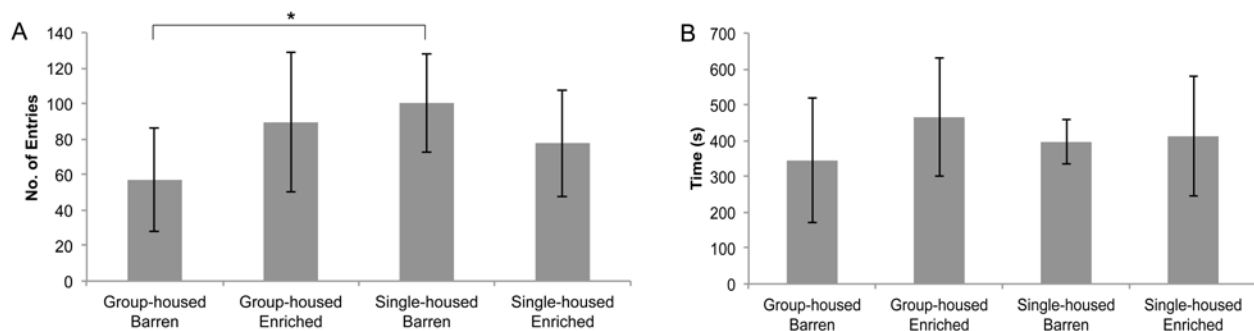 A
*
No. of Entries
140
120
100
80
60
40
20
0
Group-housed
Barren
Group-housed
Enriched
Single-housed
Barren
Single-housed
Enriched
B
Time (s)
700
600
500
400
300
200
100
0
Group-housed
Barren
Group-housed
Enriched
Single-housed
Barren
Single-housed
Enriched